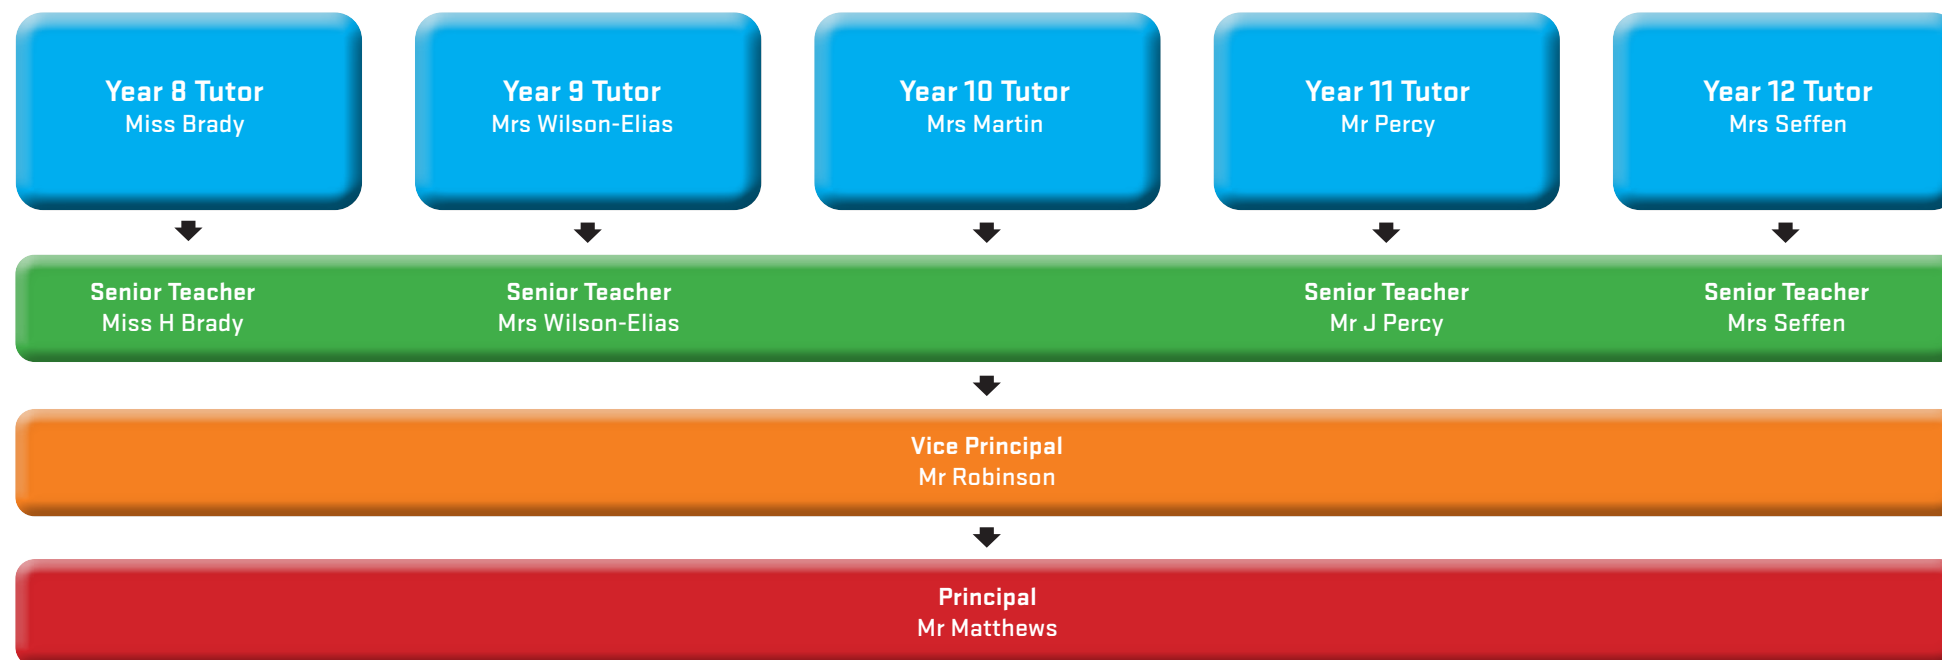 Year 8 Tutor
Miss Brady
Year 9 Tutor
Mrs Wilson-Elias
Year 10 Tutor
Mrs Martin
Year 11 Tutor
Mr Percy
Year 12 Tutor
Mrs Seffen
Senior Teacher
Miss H Brady
Senior Teacher
Mrs Wilson-Elias
Senior Teacher
Mr J Percy
Senior Teacher
Mrs Seffen
Vice Principal
Mr Robinson
Principal
Mr Matthews